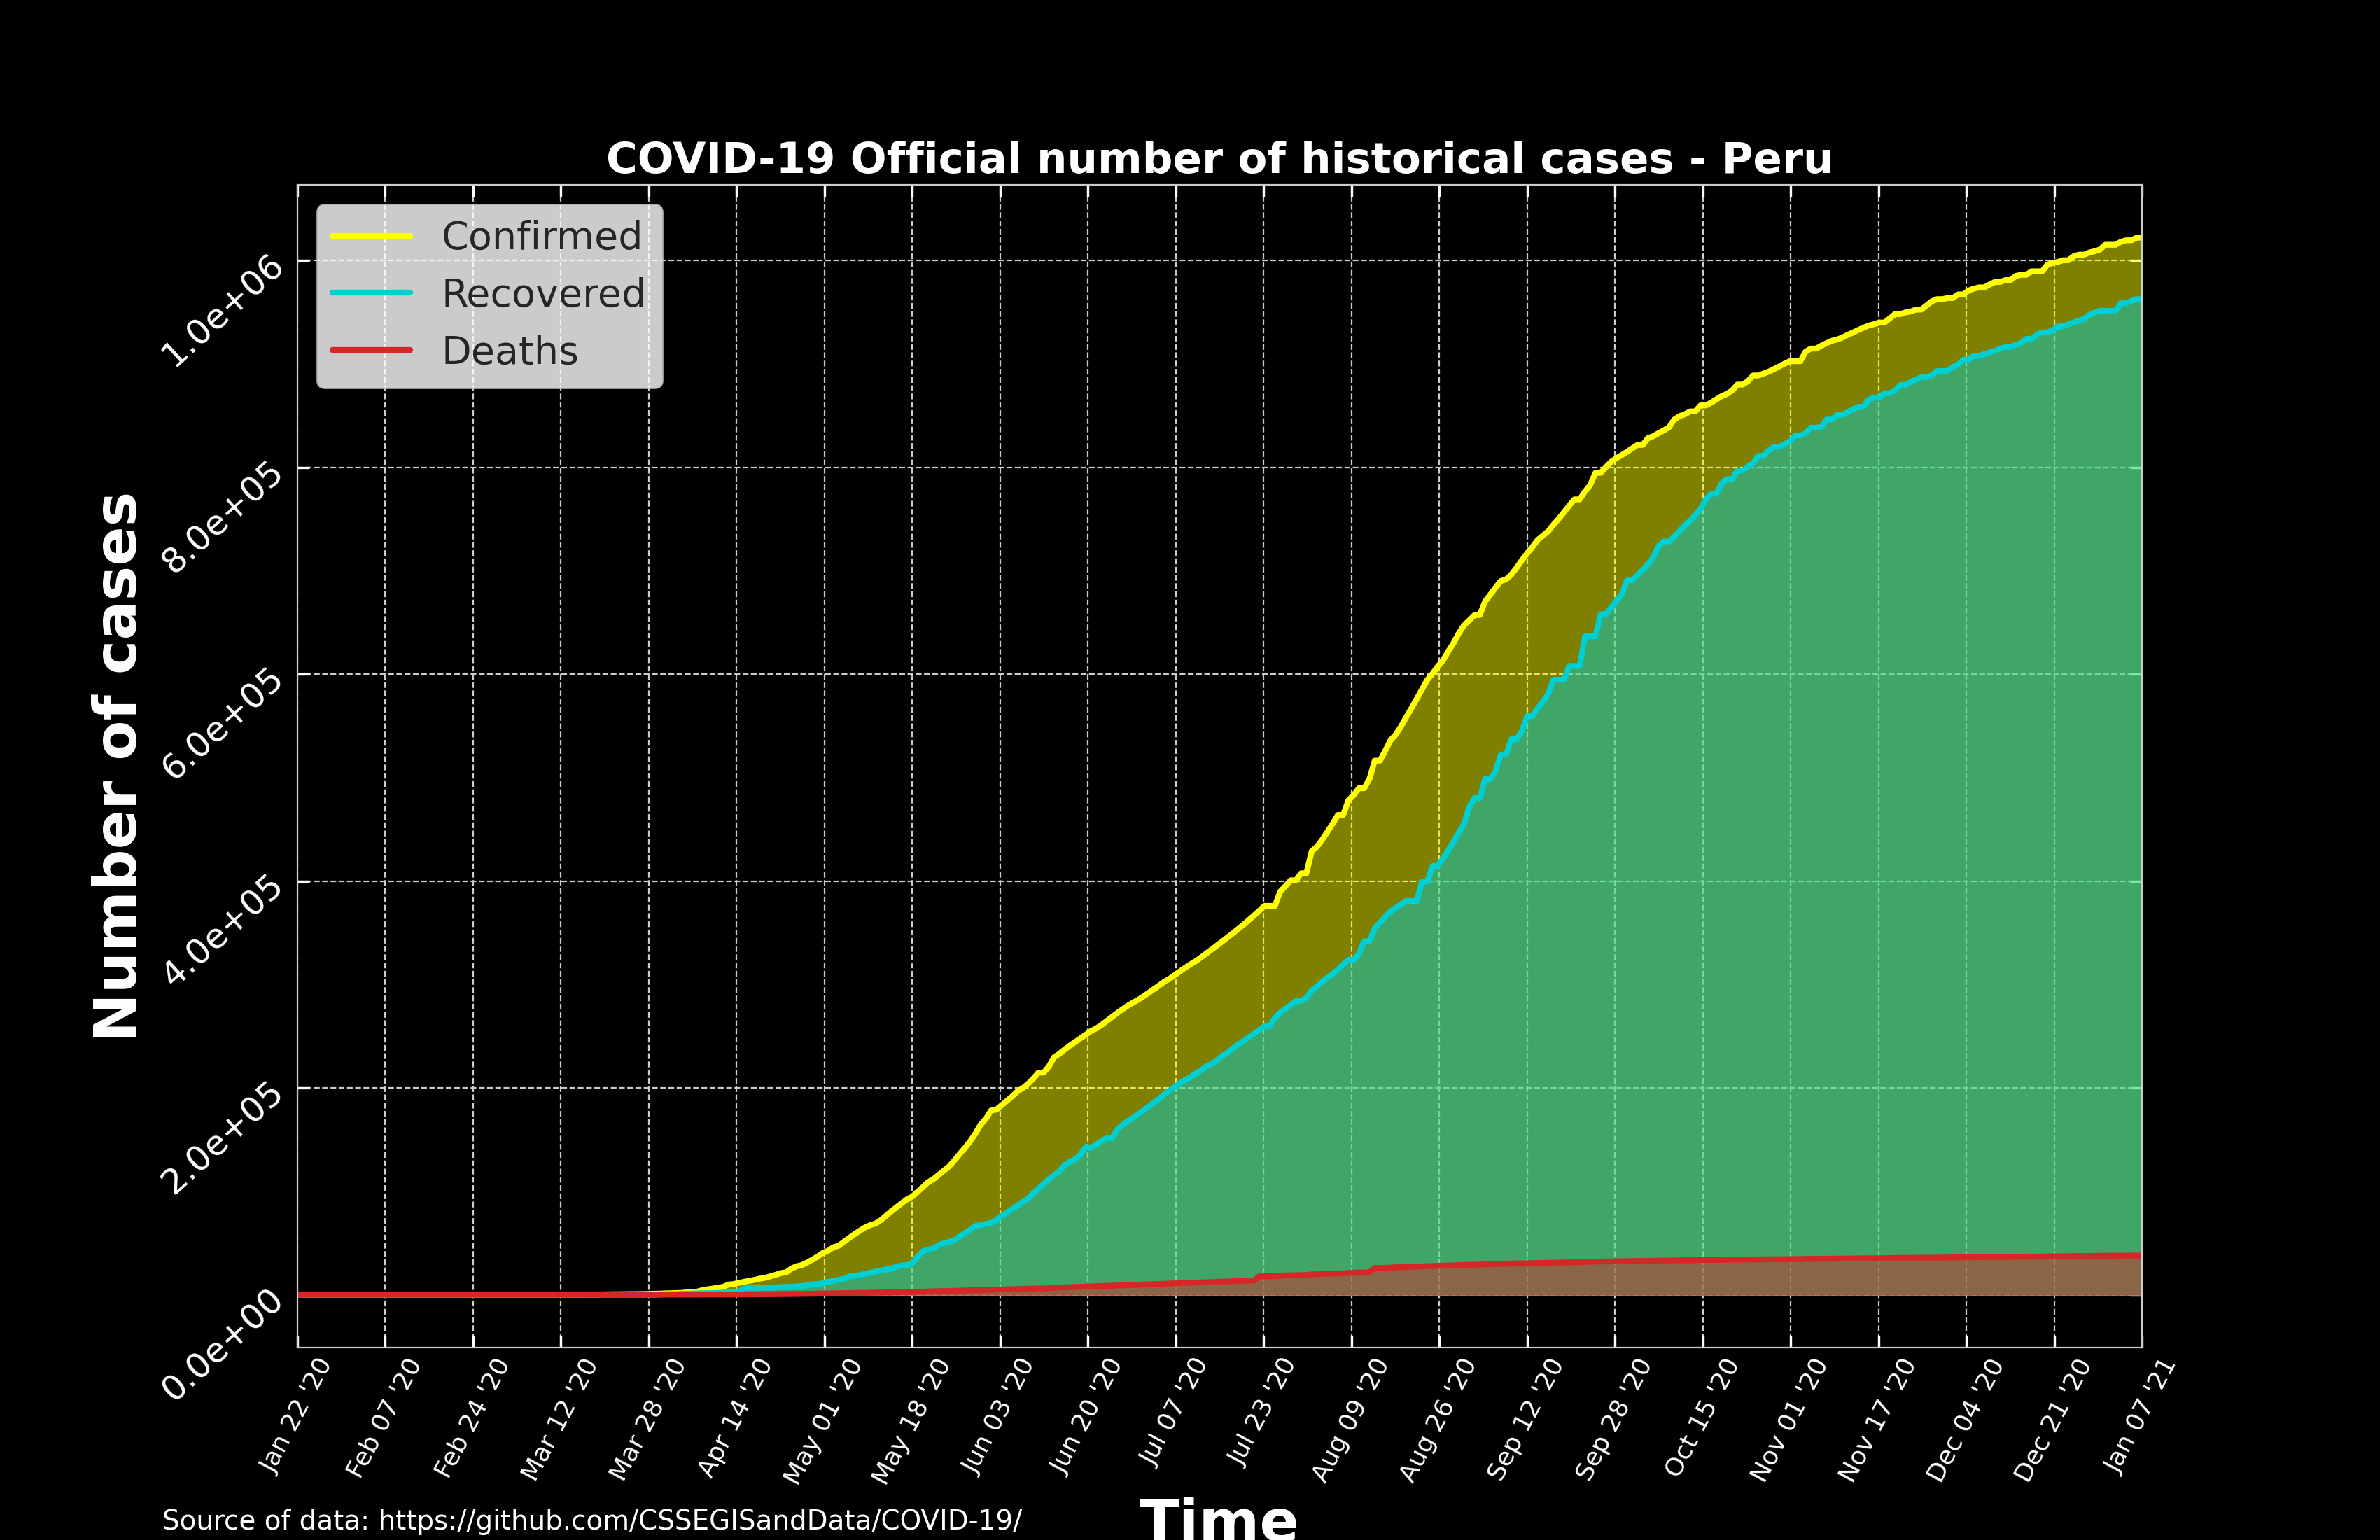 COVID-19 Official number of historical cases - Peru
Confirmed
Recovered
Deaths
Number of cases
1.0e+06
8.0e+05
6.0e+05
4.0e+05
2.0e+05
0.0e+00
Jan 22 '20
Feb 07 '20
Feb 24 '20
Mar 12 '20
Mar 28 '20
Apr 14 '20
May 01 '20
May 18 '20
Jun 03 '20
Jun 20 '20
Jul 07 '20
Jul 23 '20
Aug 09 '20
Aug 26 '20
Sep 12 '20
Sep 28 '20
Oct 15 '20
Nov 01 '20
Nov 17 '20
Dec 04 '20
Dec 21 '20
Jan 07 '21
Time
Source of data: https://github.com/CSSEGISandData/COVID-19/